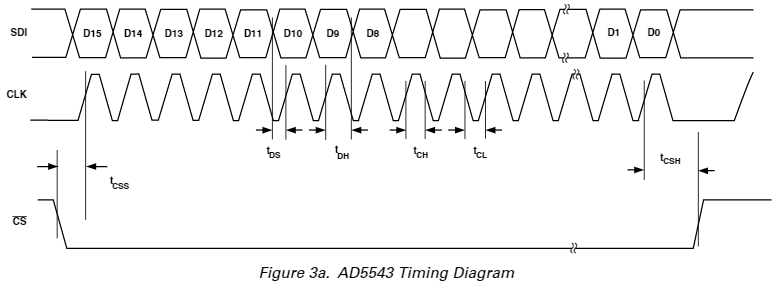 SDI D15 D14 D13 D12 D11 D10 D9 D8 D1 D0
CLK
tDS tDH tCH tCL tCSH
tCSS
CS
Figure 3a. AD5543 Timing Diagram